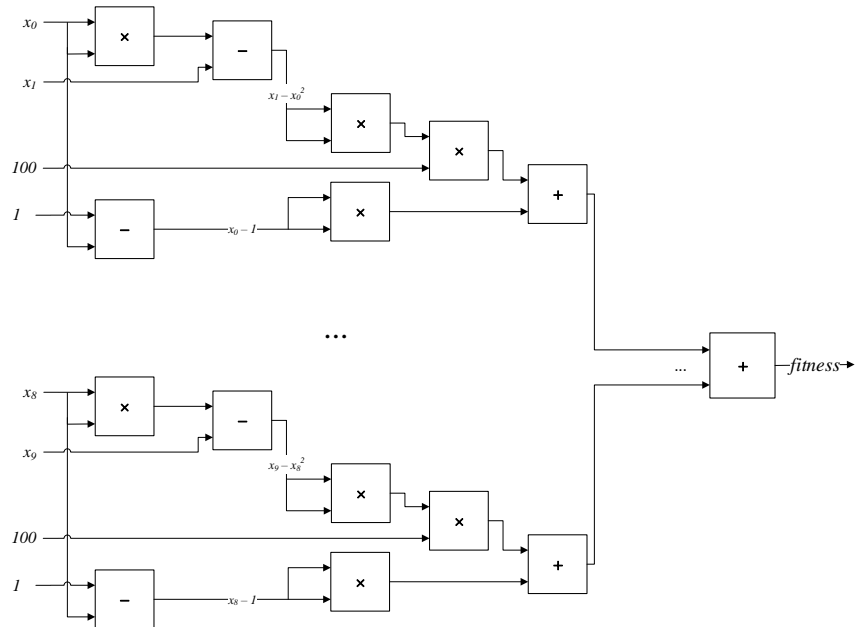 x₀
×
−
x₁
x₁ − x₀²
×
×
100
+
1
×
−
x₀ − 1
...
+
fitness
...
x₈
×
−
x₉
x₉ − x₈²
×
×
100
+
1
×
−
x₈ − 1